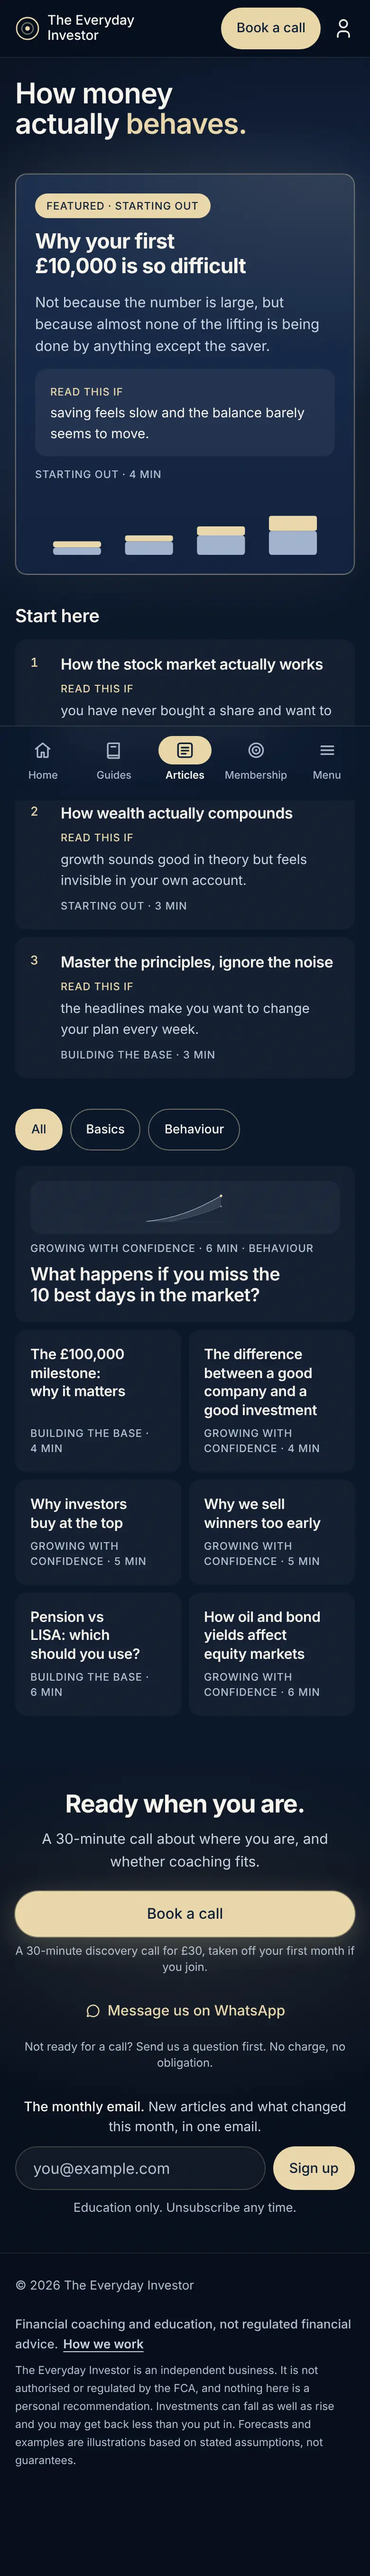 The Everyday
Investor
Book a call
How money
actually behaves.
FEATURED · STARTING OUT
Why your first
£10,000 is so difficult
Not because the number is large, but
because almost none of the lifting is being
done by anything except the saver.
READ THIS IF
saving feels slow and the balance barely
seems to move.
STARTING OUT · 4 MIN
Start here
1
How the stock market actually works
READ THIS IF
you have never bought a share and want to
Home
Guides
Articles
Membership
Menu
2
How wealth actually compounds
READ THIS IF
growth sounds good in theory but feels
invisible in your own account.
STARTING OUT · 3 MIN
3
Master the principles, ignore the noise
READ THIS IF
the headlines make you want to change
your plan every week.
BUILDING THE BASE · 3 MIN
All
Basics
Behaviour
GROWING WITH CONFIDENCE · 6 MIN · BEHAVIOUR
What happens if you miss the
10 best days in the market?
The £100,000
milestone:
why it matters
BUILDING THE BASE ·
4 MIN
The difference
between a good
company and a
good investment
GROWING WITH
CONFIDENCE · 4 MIN
Why investors
buy at the top
GROWING WITH
CONFIDENCE · 5 MIN
Why we sell
winners too early
GROWING WITH
CONFIDENCE · 5 MIN
Pension vs
LISA: which
should you use?
BUILDING THE BASE ·
6 MIN
How oil and bond
yields affect
equity markets
GROWING WITH
CONFIDENCE · 6 MIN
Ready when you are.
A 30-minute call about where you are, and
whether coaching fits.
Book a call
A 30-minute discovery call for £30, taken off your first month if
you join.
Message us on WhatsApp
Not ready for a call? Send us a question first. No charge, no
obligation.
The monthly email. New articles and what changed
this month, in one email.
you@example.com
Sign up
Education only. Unsubscribe any time.
© 2026 The Everyday Investor
Financial coaching and education, not regulated financial
advice. How we work
The Everyday Investor is an independent business. It is not
authorised or regulated by the FCA, and nothing here is a
personal recommendation. Investments can fall as well as rise
and you may get back less than you put in. Forecasts and
examples are illustrations based on stated assumptions, not
guarantees.